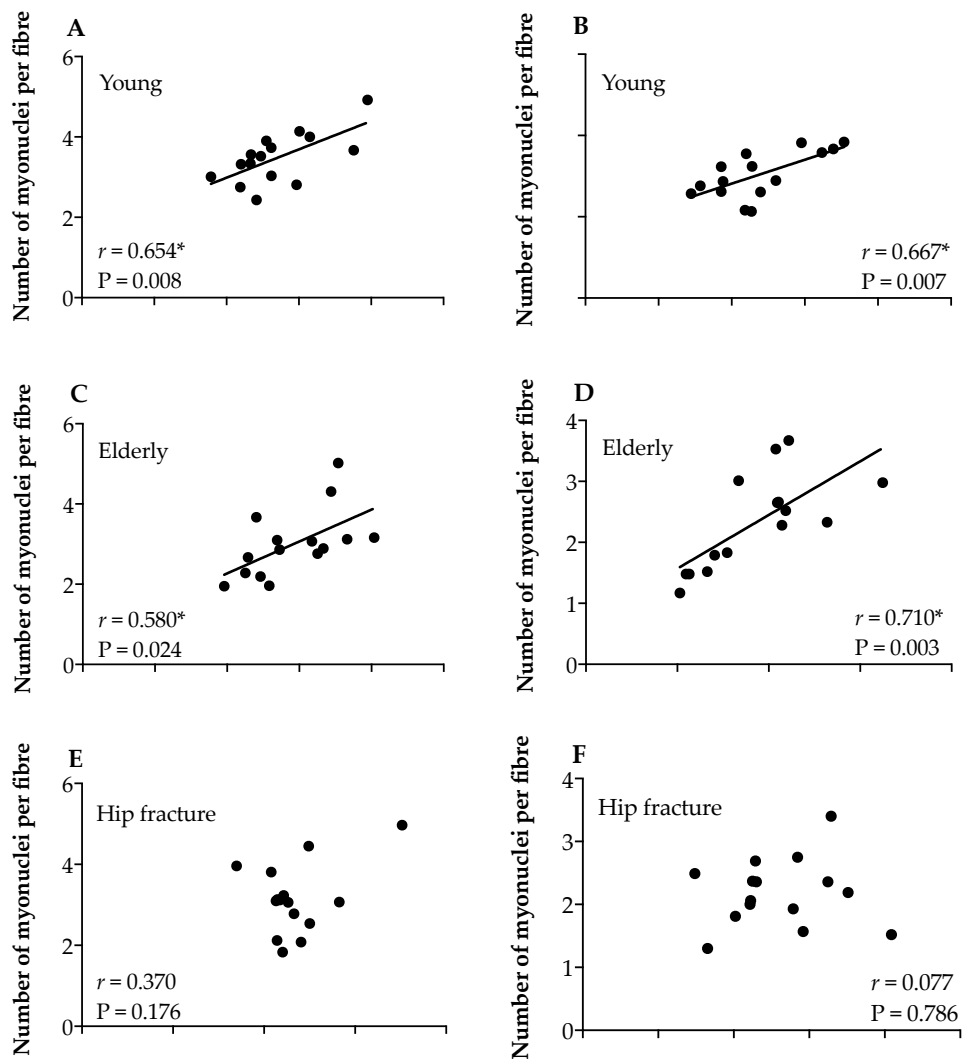 A
Number of myonuclei per fibre
6
4
2
0
Young
r = 0.654*
P = 0.008
B
Number of myonuclei per fibre
Young
r = 0.667*
P = 0.007
C
Number of myonuclei per fibre
6
4
2
0
Elderly
r = 0.580*
P = 0.024
D
Number of myonuclei per fibre
4
3
2
1
0
Elderly
r = 0.710*
P = 0.003
E
Number of myonuclei per fibre
6
4
2
0
Hip fracture
r = 0.370
P = 0.176
F
Number of myonuclei per fibre
4
3
2
1
0
Hip fracture
r = 0.077
P = 0.786